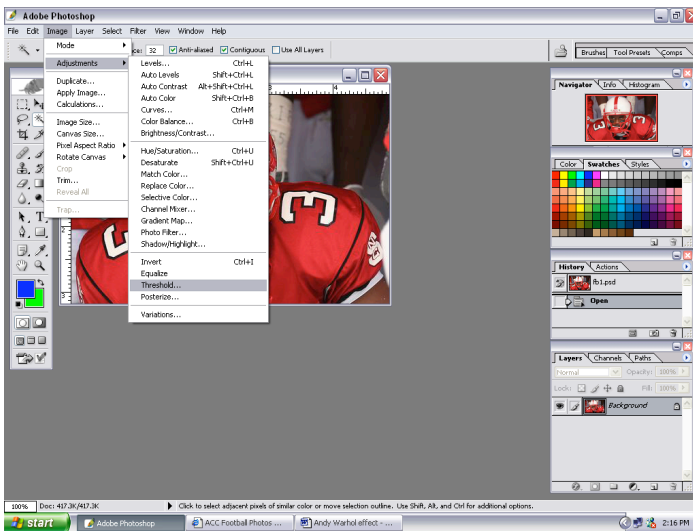 Adobe Photoshop
File Edit Image Layer Select Filter View Window Help
32 Anti-aliased Contiguous Use All Layers
Brushes Tool Presets Comps
Mode
Adjustments
Duplicate...
Apply Image...
Calculations...
Image Size...
Canvas Size...
Pixel Aspect Ratio
Rotate Canvas
Crop
Trim...
Reveal All
Trap...
Levels... Ctrl+L
Auto Levels Shift+Ctrl+L
Auto Contrast Alt+Shift+Ctrl+L
Auto Color Shift+Ctrl+B
Curves... Ctrl+M
Color Balance... Ctrl+B
Brightness/Contrast...
Hue/Saturation... Ctrl+U
Desaturate Shift+Ctrl+U
Match Color...
Replace Color...
Selective Color...
Channel Mixer...
Gradient Map...
Photo Filter...
Shadow/Highlight...
Invert Ctrl+I
Equalize
Threshold...
Posterize...
Variations...
3 4
2
3
3
Navigator Info Histogram
Color Swatches Styles
History Actions
fb1.psd
Open
Layers Channels Paths
Normal Opacity: 100%
Lock: Fill: 100%
Background
100% Doc: 417.3K/417.3K Click to select adjacent pixels of similar color or move selection outline. Use Shift, Alt, and Ctrl for additional options.
start Adobe Photoshop ACC Football Photos ... Andy Warhol effect - ... 2:16 PM